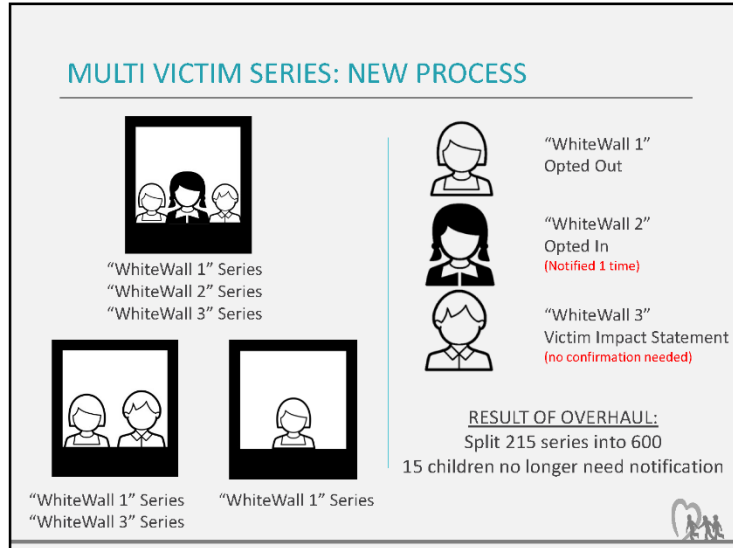 MULTI VICTIM SERIES: NEW PROCESS
“WhiteWall 1” Series
“WhiteWall 2” Series
“WhiteWall 3” Series
“WhiteWall 1” Series
“WhiteWall 3” Series
“WhiteWall 1” Series
“WhiteWall 1”
Opted Out
“WhiteWall 2”
Opted In
(Notified 1 time)
“WhiteWall 3”
Victim Impact Statement
(no confirmation needed)
RESULT OF OVERHAUL:
Split 215 series into 600
15 children no longer need notification